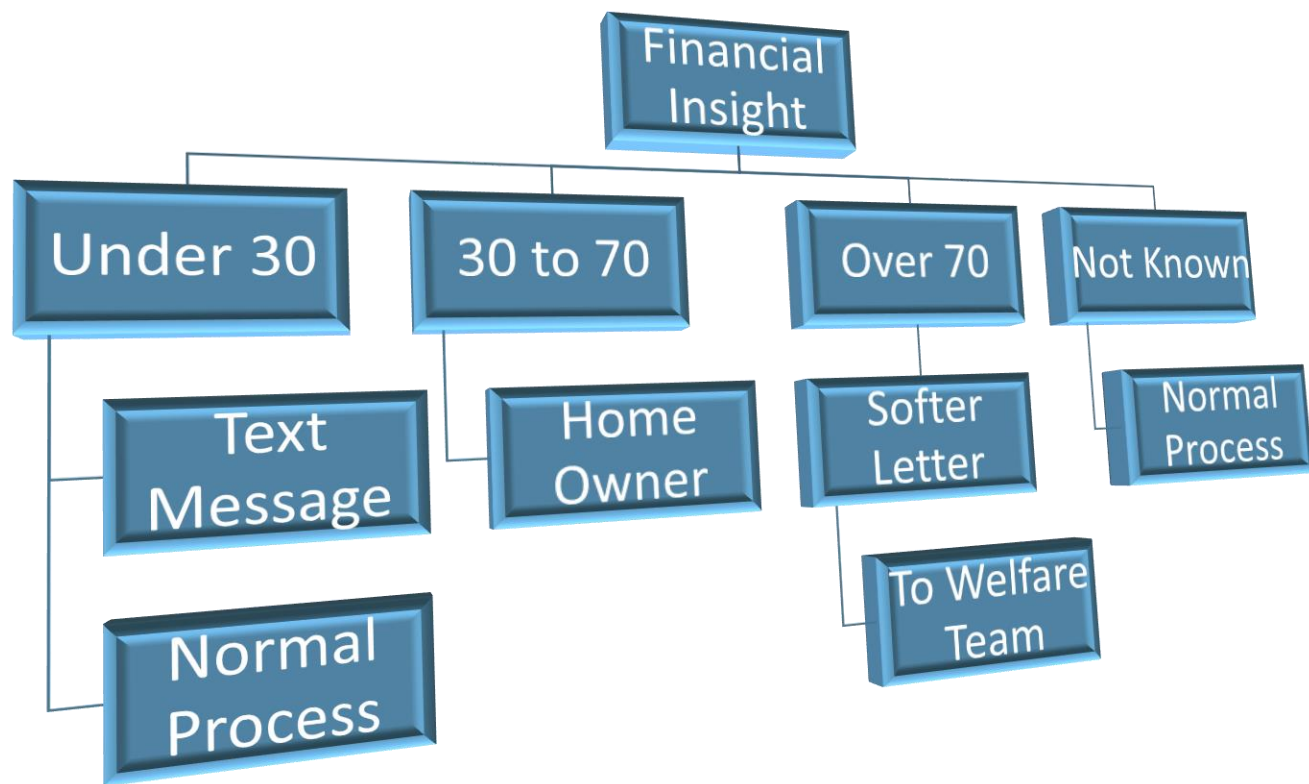 Financial
Insight
Under 30
30 to 70
Over 70
Not Known
Text
Message
Home
Owner
Softer
Letter
Normal
Process
Normal
Process
To Welfare
Team